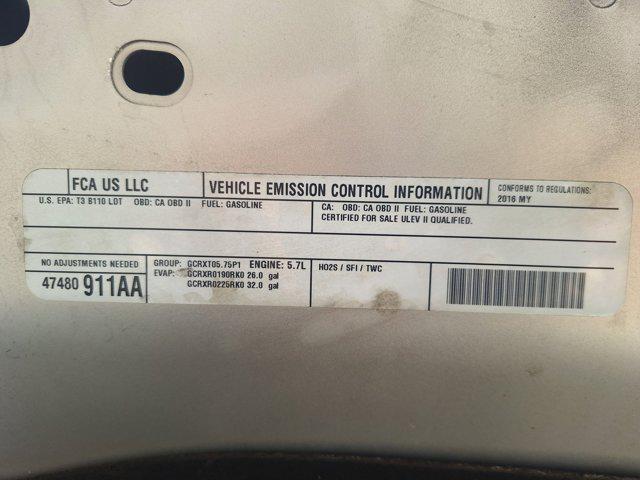 FCA US LLC
VEHICLE EMISSION CONTROL INFORMATION
CONFORMS TO REGULATIONS:
2016 MY
U.S. EPA: T3 B110 LDT OBD: CA OBD II FUEL: GASOLINE
CA: OBD: CA OBD II FUEL: GASOLINE
CERTIFIED FOR SALE ULEV II QUALIFIED.
NO ADJUSTMENTS NEEDED
47480 911AA
GROUP: GCRXT05.75P1 ENGINE: 5.7L
EVAP: GCRXR0190RK0 26.0 gal
GCRXR0225RK0 32.0 gal
HO2S / SFI / TWC